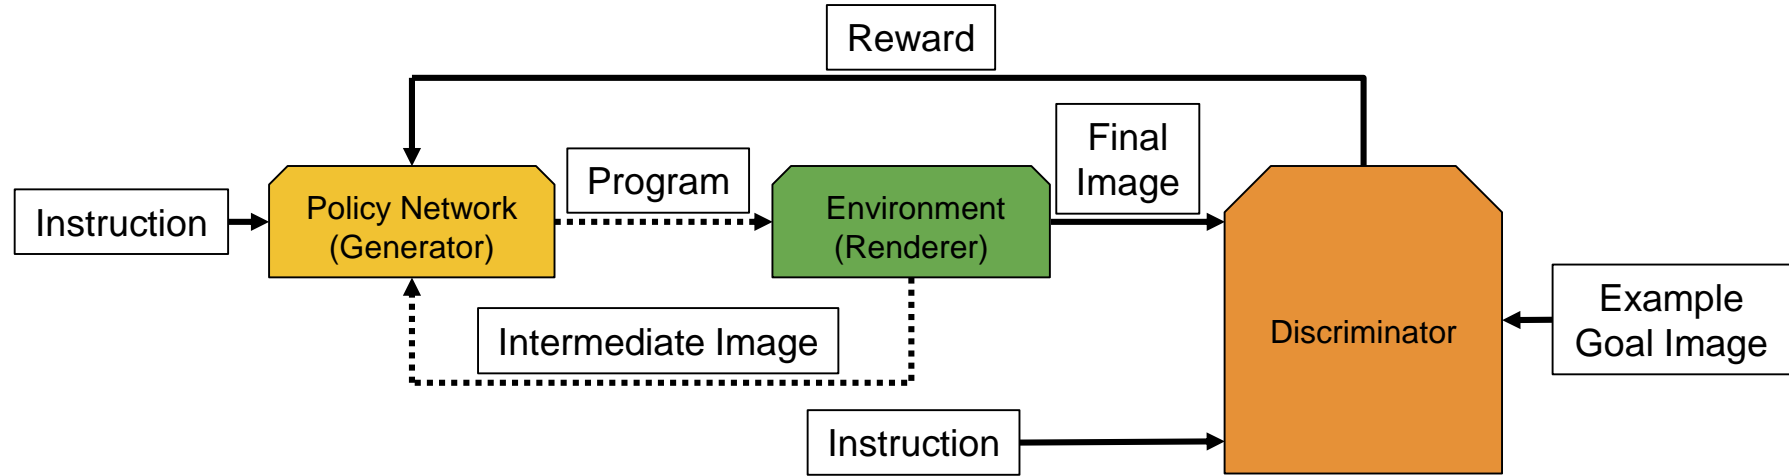 Reward
Final
Image
Program
Instruction
Policy Network
(Generator)
Environment
(Renderer)
Intermediate Image
Discriminator
Example
Goal Image
Instruction